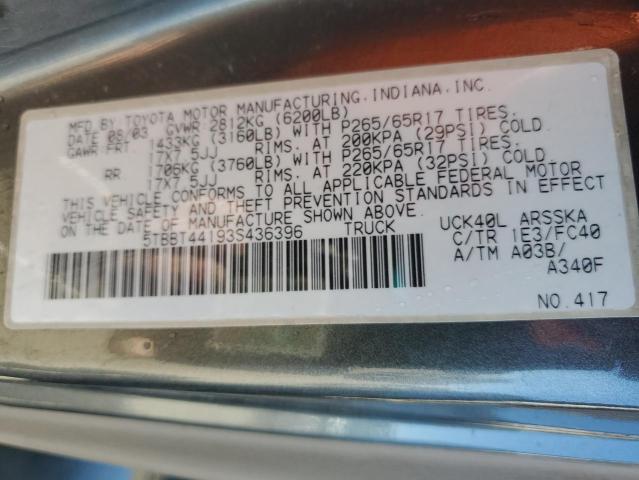 MFD BY: TOYOTA MOTOR MANUFACTURING, INDIANA, INC.
DATE 08/03 GVWR: 2812KG (6200LB)
GAWR:FRT 1433KG (3160LB) WITH P265/65R17 TIRES,
17X7.5JJ RIMS, AT 200KPA (29PSI) COLD.
RR 1706KG (3760LB) WITH P265/65R17 TIRES,
17X7.5JJ RIMS, AT 220KPA (32PSI) COLD.
THIS VEHICLE CONFORMS TO ALL APPLICABLE FEDERAL MOTOR
VEHICLE SAFETY AND THEFT PREVENTION STANDARDS IN EFFECT
ON THE DATE OF MANUFACTURE SHOWN ABOVE.
5TBBT44193S436396 TRUCK
UCK40L ARSSKA
C/TR 1E3/FC40
A/TM A03B/
A340F
NO.417